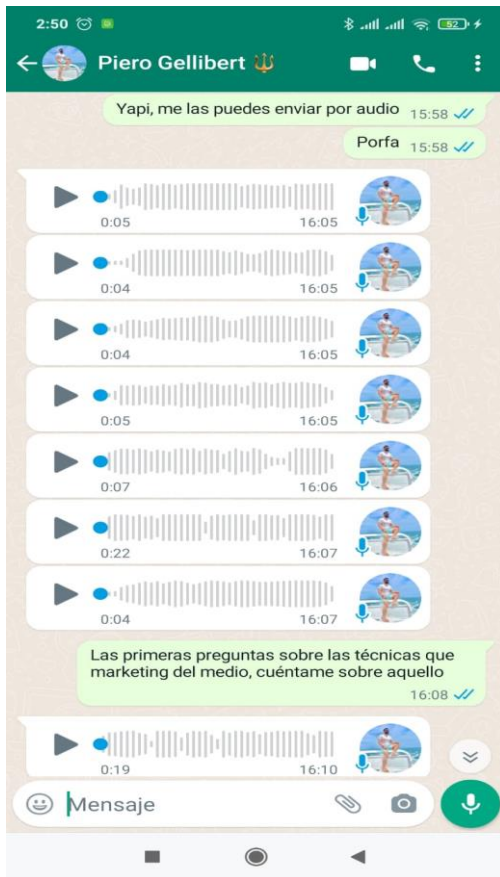 2:50 52
Piero Gellibert
Yapi, me las puedes enviar por audio 15:58
Porfa 15:58
0:05 16:05
0:04 16:05
0:04 16:05
0:05 16:05
0:07 16:06
0:22 16:07
0:04 16:07
Las primeras preguntas sobre las técnicas que
marketing del medio, cuéntame sobre aquello
16:08
0:19 16:10
Mensaje